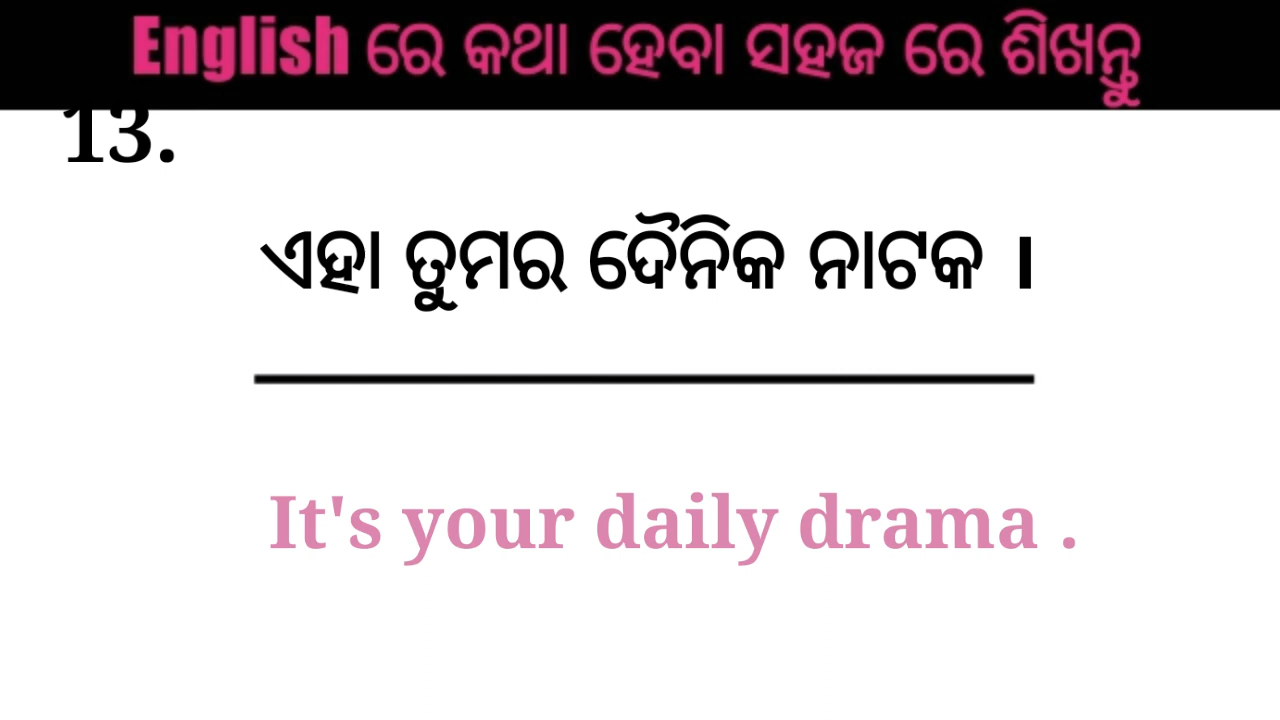 English ରେ କଥା ହେବା ସହଜ ରେ ଶିଖନ୍ତୁ
13.
ଏହା ତୁମର ଦୈନିକ ନାଟକ ।
It's your daily drama .